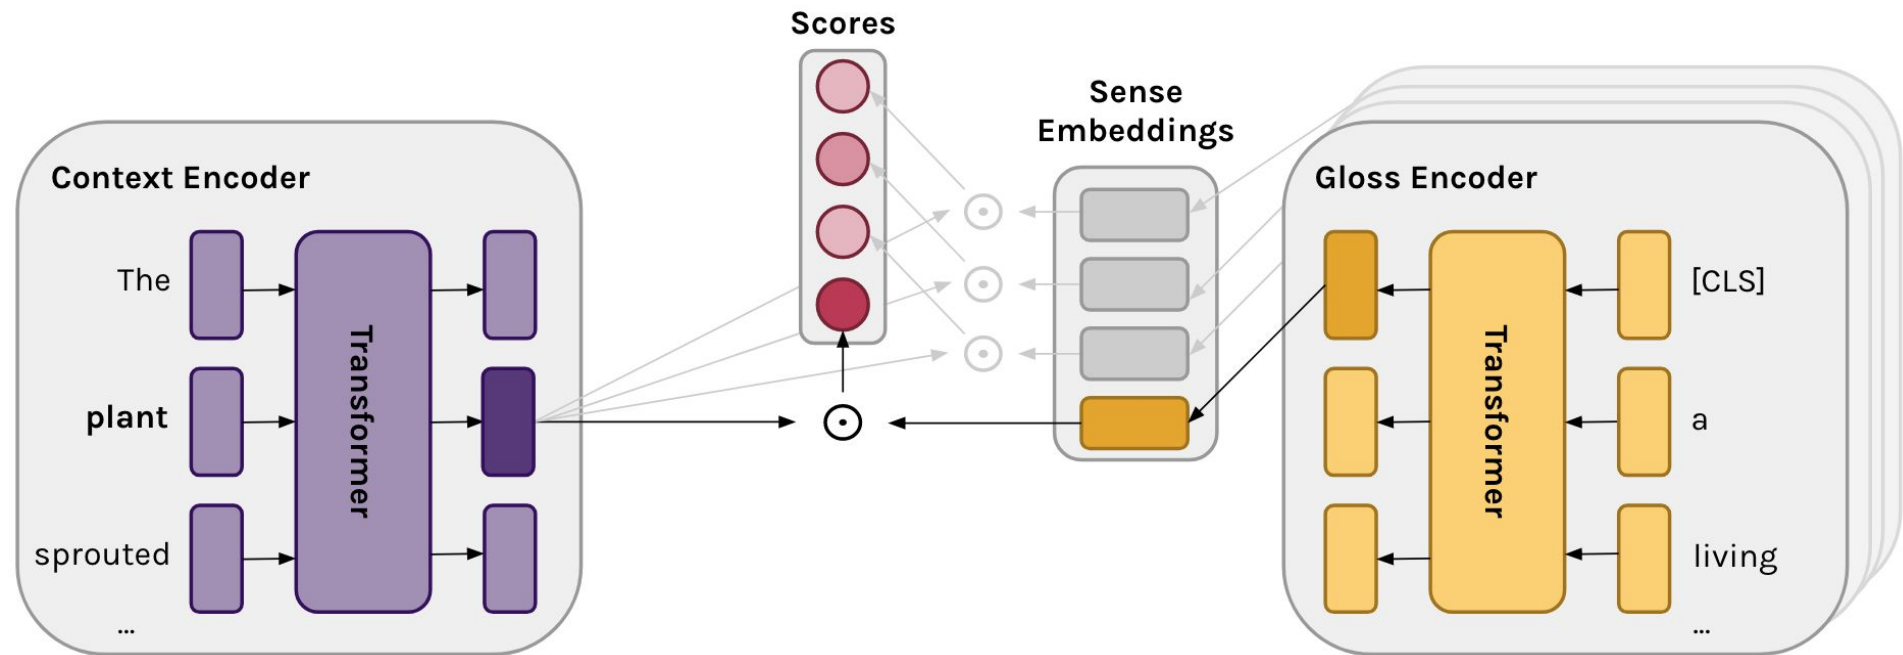 Scores
Sense
Embeddings
Context Encoder
The
plant
sprouted
...
Transformer
Gloss Encoder
Transformer
[CLS]
a
living
...